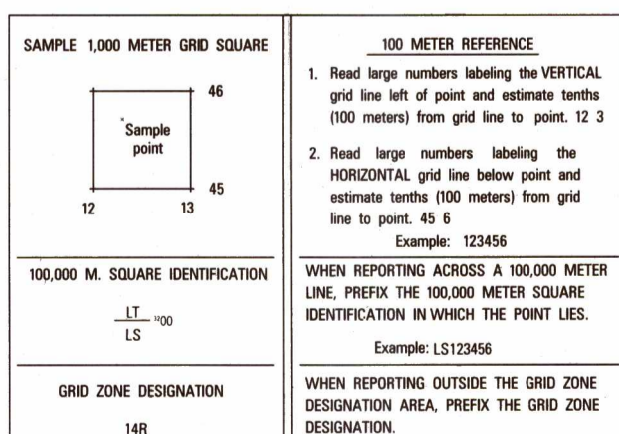 SAMPLE 1,000 METER GRID SQUARE
46
Sample
point
45
12 13
100,000 M. SQUARE IDENTIFICATION
LT
LS
GRID ZONE DESIGNATION
14R
100 METER REFERENCE
1. Read large numbers labeling the VERTICAL
grid line left of point and estimate tenths
(100 meters) from grid line to point. 12 3
2. Read large numbers labeling the
HORIZONTAL grid line below point and
estimate tenths (100 meters) from grid
line to point. 45 6
Example: 123456
WHEN REPORTING ACROSS A 100,000 METER
LINE, PREFIX THE 100,000 METER SQUARE
IDENTIFICATION IN WHICH THE POINT LIES.
Example: LS123456
WHEN REPORTING OUTSIDE THE GRID ZONE
DESIGNATION AREA, PREFIX THE GRID ZONE
DESIGNATION.